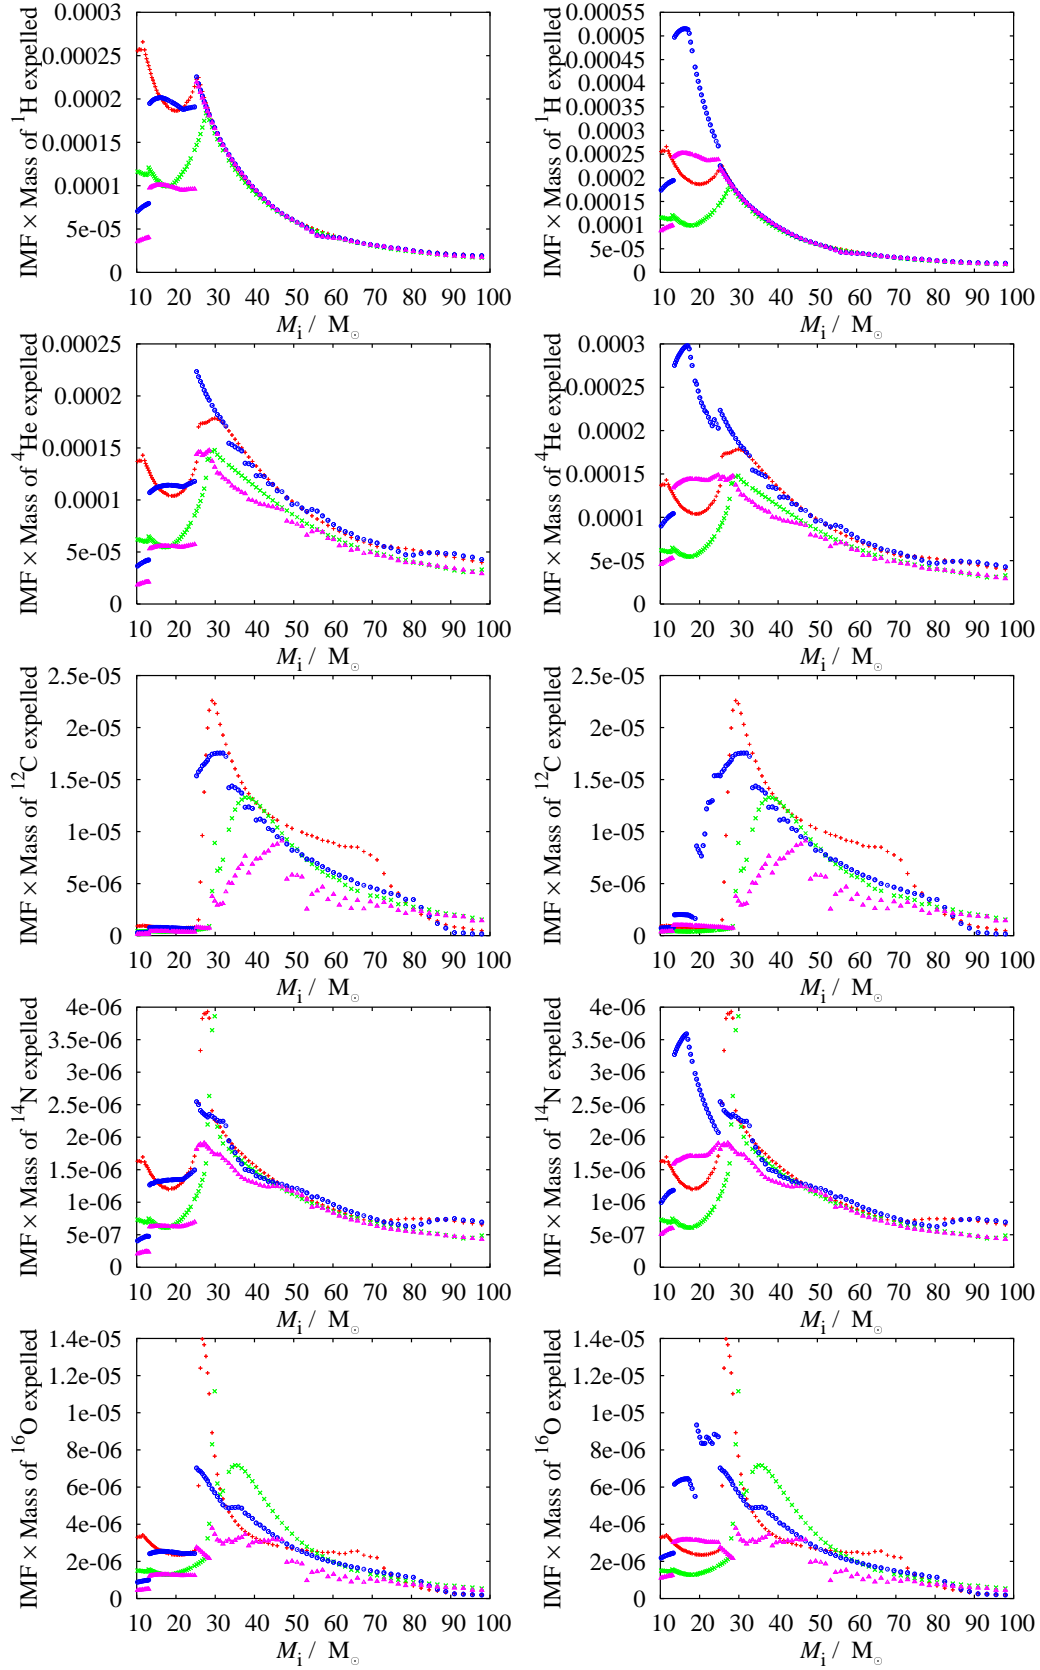 IMF × Mass of ¹H expelled
0.0003
0.00025
0.0002
0.00015
0.0001
5e-05
0
10 20 30 40 50 60 70 80 90 100
Mᵢ / M☉
IMF × Mass of ¹H expelled
0.00055
0.0005
0.00045
0.0004
0.00035
0.0003
0.00025
0.0002
0.00015
0.0001
5e-05
0
10 20 30 40 50 60 70 80 90 100
Mᵢ / M☉
IMF × Mass of ⁴He expelled
0.00025
0.0002
0.00015
0.0001
5e-05
0
10 20 30 40 50 60 70 80 90 100
Mᵢ / M☉
IMF × Mass of ⁴He expelled
0.0003
0.00025
0.0002
0.00015
0.0001
5e-05
0
10 20 30 40 50 60 70 80 90 100
Mᵢ / M☉
IMF × Mass of ¹²C expelled
2.5e-05
2e-05
1.5e-05
1e-05
5e-06
0
10 20 30 40 50 60 70 80 90 100
Mᵢ / M☉
IMF × Mass of ¹²C expelled
2.5e-05
2e-05
1.5e-05
1e-05
5e-06
0
10 20 30 40 50 60 70 80 90 100
Mᵢ / M☉
IMF × Mass of ¹⁴N expelled
4e-06
3.5e-06
3e-06
2.5e-06
2e-06
1.5e-06
1e-06
5e-07
0
10 20 30 40 50 60 70 80 90 100
Mᵢ / M☉
IMF × Mass of ¹⁴N expelled
4e-06
3.5e-06
3e-06
2.5e-06
2e-06
1.5e-06
1e-06
5e-07
0
10 20 30 40 50 60 70 80 90 100
Mᵢ / M☉
IMF × Mass of ¹⁶O expelled
1.4e-05
1.2e-05
1e-05
8e-06
6e-06
4e-06
2e-06
0
10 20 30 40 50 60 70 80 90 100
Mᵢ / M☉
IMF × Mass of ¹⁶O expelled
1.4e-05
1.2e-05
1e-05
8e-06
6e-06
4e-06
2e-06
0
10 20 30 40 50 60 70 80 90 100
Mᵢ / M☉